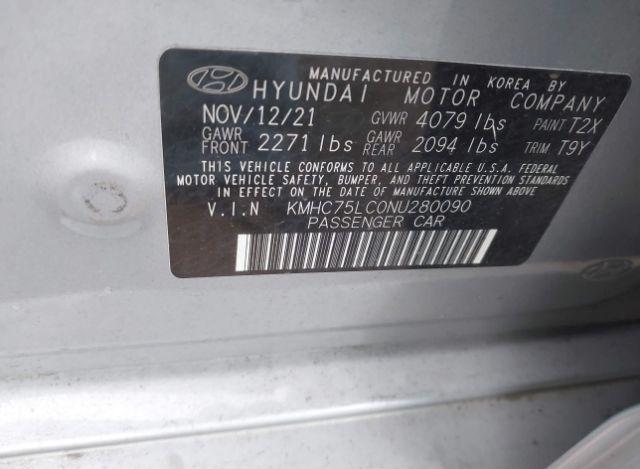 MANUFACTURED IN KOREA BY
HYUNDAI MOTOR COMPANY
NOV/12/21 GVWR 4079 lbs PAINT T2X
GAWR FRONT 2271 lbs GAWR REAR 2094 lbs TRIM T9Y
THIS VEHICLE CONFORMS TO ALL APPLICABLE U.S.A. FEDERAL
MOTOR VEHICLE SAFETY, BUMPER, AND THEFT PREVENTION STANDARDS
IN EFFECT ON THE DATE OF MANUFACTURE SHOWN ABOVE
V.I.N KMHC75LC0NU280090
PASSENGER CAR